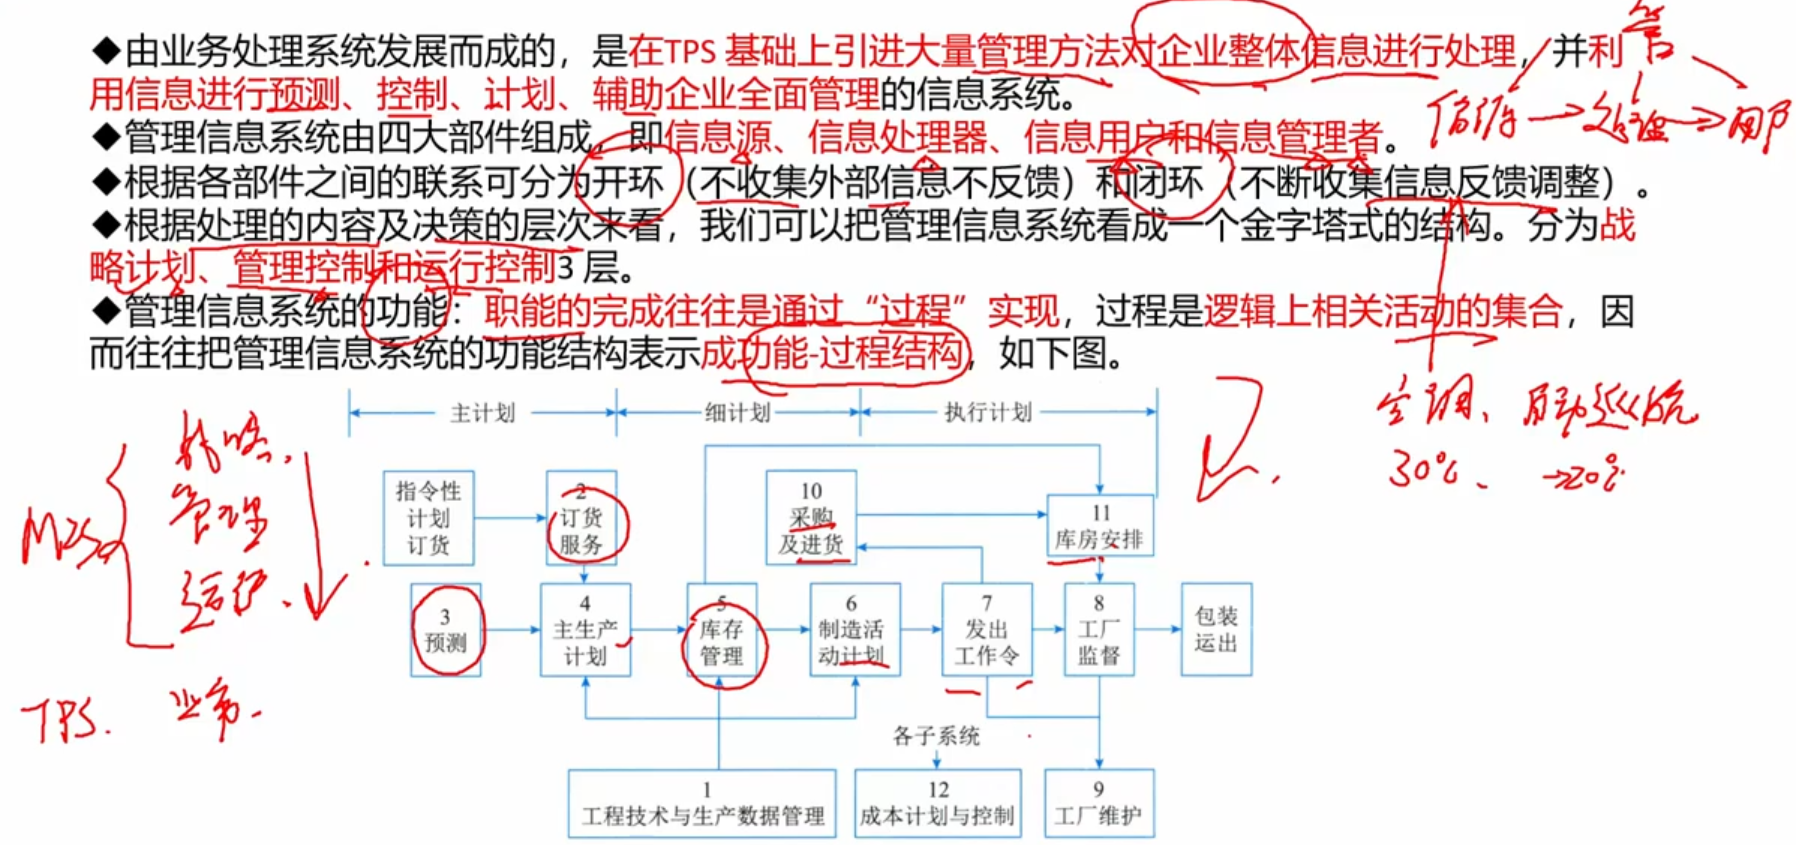 ◆由业务处理系统发展而成的，是在TPS 基础上引进大量管理方法对企业整体信息进行处理，并利
用信息进行预测、控制、计划、辅助企业全面管理的信息系统。
◆管理信息系统由四大部件组成，即信息源、信息处理器、信息用户和信息管理者。
◆根据各部件之间的联系可分为开环（不收集外部信息不反馈）和闭环（不断收集信息反馈调整）。
◆根据处理的内容及决策的层次来看，我们可以把管理信息系统看成一个金字塔式的结构。分为战
略计划、管理控制和运行控制3 层。
◆管理信息系统的功能：职能的完成往往是通过“过程”实现，过程是逻辑上相关活动的集合，因
而往往把管理信息系统的功能结构表示成功能-过程结构，如下图。
主计划 细计划 执行计划
指令性
计划
订货
2
订货
服务
10
采购
及进货
11
库房安排
3
预测
4
主生产
计划
5
库存
管理
6
制造活
动计划
7
发出
工作令
8
工厂
监督
包装
运出
各子系统
1
工程技术与生产数据管理
12
成本计划与控制
9
工厂维护
管
处理
用户
战略
管理
TPS. 业务
空调、
30℃、 →20℃